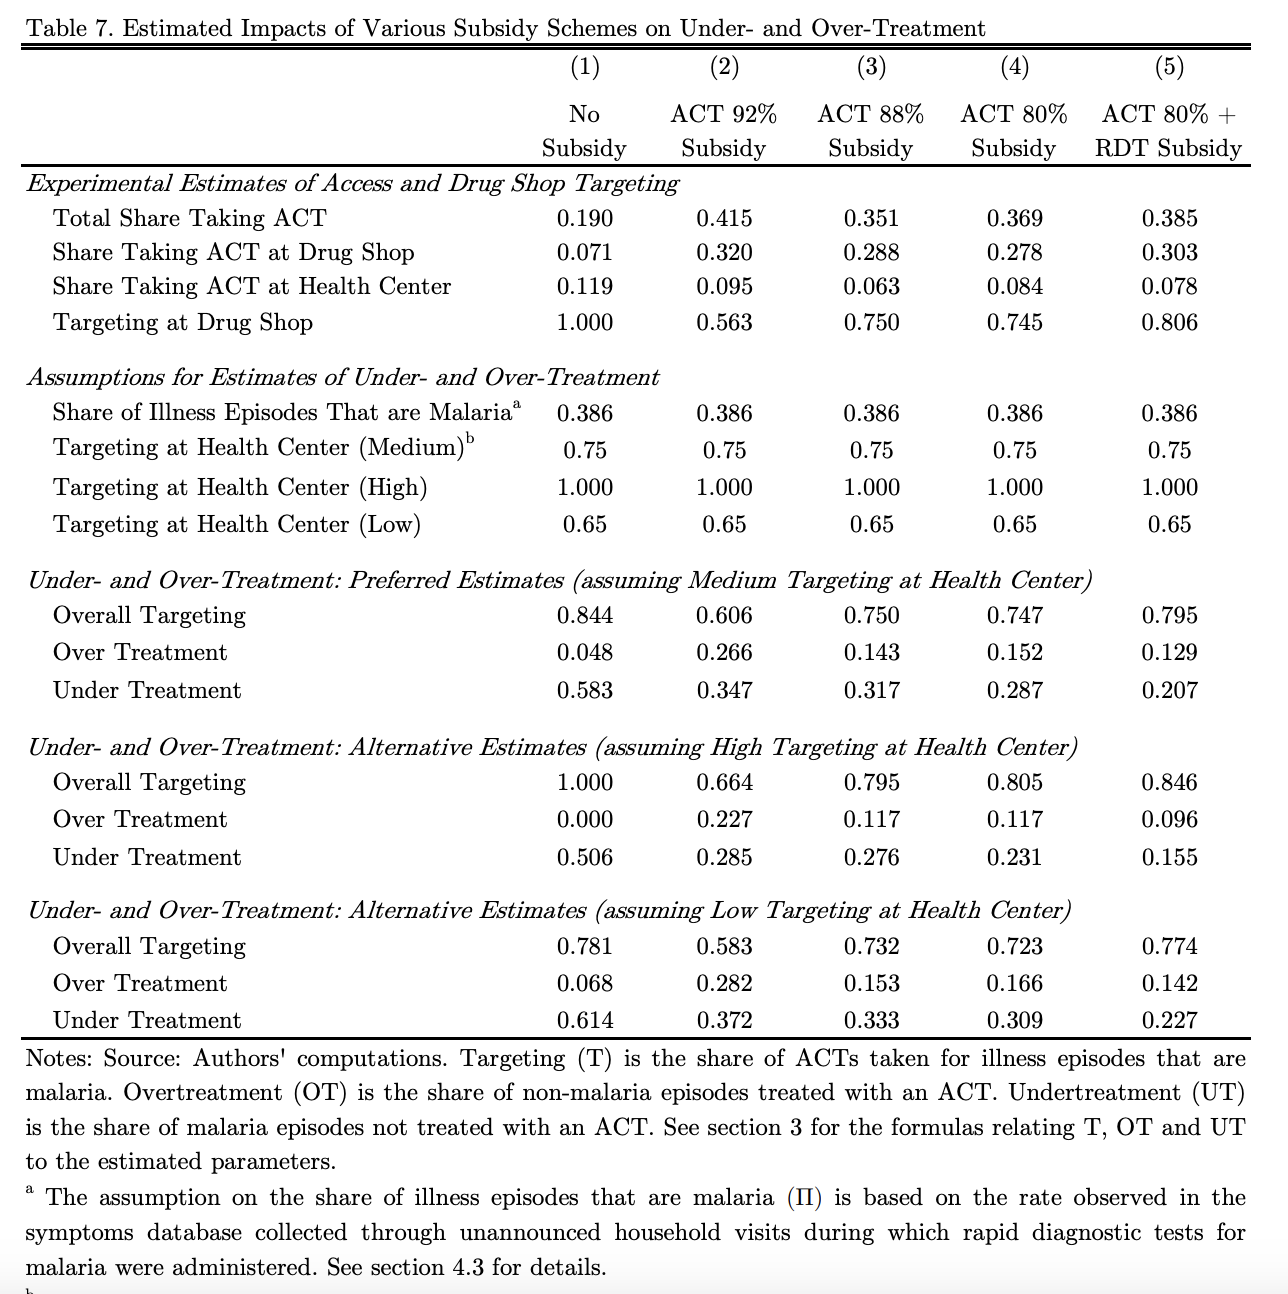 Table 7. Estimated Impacts of Various Subsidy Schemes on Under- and Over-Treatment
(1) (2) (3) (4) (5)
No ACT 92% ACT 88% ACT 80% ACT 80% +
Subsidy Subsidy Subsidy Subsidy RDT Subsidy
Experimental Estimates of Access and Drug Shop Targeting
Total Share Taking ACT 0.190 0.415 0.351 0.369 0.385
Share Taking ACT at Drug Shop 0.071 0.320 0.288 0.278 0.303
Share Taking ACT at Health Center 0.119 0.095 0.063 0.084 0.078
Targeting at Drug Shop 1.000 0.563 0.750 0.745 0.806
Assumptions for Estimates of Under- and Over-Treatment
Share of Illness Episodes That are Malaria^a 0.386 0.386 0.386 0.386 0.386
Targeting at Health Center (Medium)^b 0.75 0.75 0.75 0.75 0.75
Targeting at Health Center (High) 1.000 1.000 1.000 1.000 1.000
Targeting at Health Center (Low) 0.65 0.65 0.65 0.65 0.65
Under- and Over-Treatment: Preferred Estimates (assuming Medium Targeting at Health Center)
Overall Targeting 0.844 0.606 0.750 0.747 0.795
Over Treatment 0.048 0.266 0.143 0.152 0.129
Under Treatment 0.583 0.347 0.317 0.287 0.207
Under- and Over-Treatment: Alternative Estimates (assuming High Targeting at Health Center)
Overall Targeting 1.000 0.664 0.795 0.805 0.846
Over Treatment 0.000 0.227 0.117 0.117 0.096
Under Treatment 0.506 0.285 0.276 0.231 0.155
Under- and Over-Treatment: Alternative Estimates (assuming Low Targeting at Health Center)
Overall Targeting 0.781 0.583 0.732 0.723 0.774
Over Treatment 0.068 0.282 0.153 0.166 0.142
Under Treatment 0.614 0.372 0.333 0.309 0.227
Notes: Source: Authors' computations. Targeting (T) is the share of ACTs taken for illness episodes that are
malaria. Overtreatment (OT) is the share of non-malaria episodes treated with an ACT. Undertreatment (UT)
is the share of malaria episodes not treated with an ACT. See section 3 for the formulas relating T, OT and UT
to the estimated parameters.
^a The assumption on the share of illness episodes that are malaria (Π) is based on the rate observed in the
symptoms database collected through unannounced household visits during which rapid diagnostic tests for
malaria were administered. See section 4.3 for details.